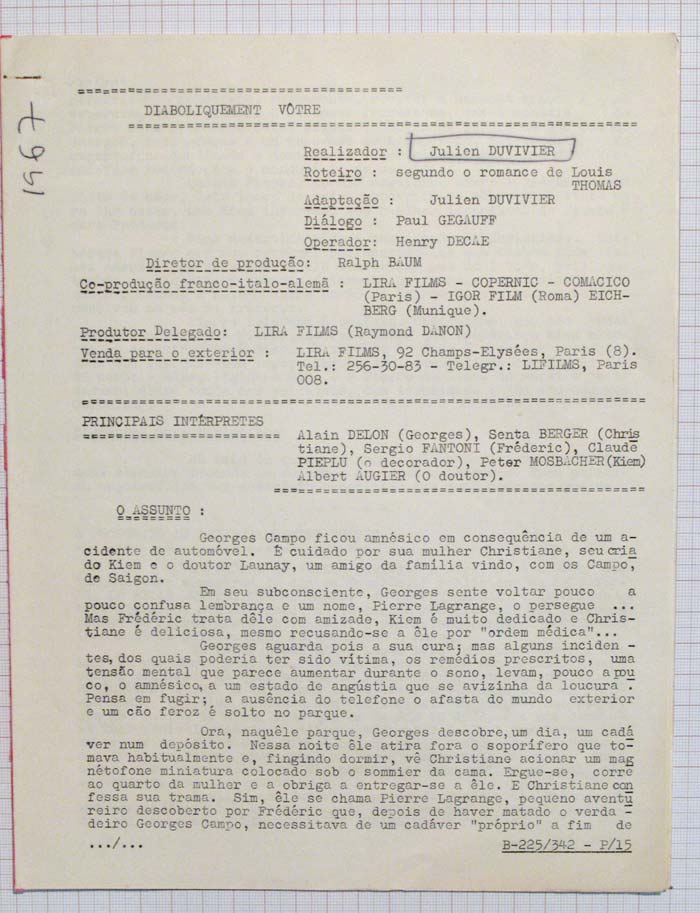 1967
==========================================
DIABOLIQUEMENT VÔTRE
==========================================
Realizador : Julien DUVIVIER
Roteiro : segundo o romance de Louis
THOMAS
Adaptação : Julien DUVIVIER
Diálogo : Paul GEGAUFF
Operador: Henry DECAE
Diretor de produção: Ralph BAUM
Co-produção franco-italo-alemã : LIRA FILMS - COPERNIC - COMACICO
(Paris) - IGOR FILM (Roma) EICH-
BERG (Munique).
Produtor Delegado: LIRA FILMS (Raymond DANON)
Venda para o exterior : LIRA FILMS, 92 Champs-Elysées, Paris (8).
Tel.: 256-30-83 - Telegr.: LIFILMS, Paris
008.
==========================================
PRINCIPAIS INTÉRPRETES
==========================
Alain DELON (Georges), Senta BERGER (Chris
tiane), Sergio FANTONI (Fréderic), Claude
PIEPLU (o decorador), Peter MOSBACHER(Kiem)
Albert AUGIER (O doutor).
==========================================
O ASSUNTO :
Georges Campo ficou amnésico em consequência de um a-
cidente de automóvel. É cuidado por sua mulher Christiane, seu cria
do Kiem e o doutor Launay, um amigo da família vindo, com os Campo,
de Saigon.
Em seu subconsciente, Georges sente voltar pouco a
pouco confusa lembrança e um nome, Pierre Lagrange, o persegue ...
Mas Frédéric trata dêle com amizade, Kiem é muito dedicado e Chris-
tiane é deliciosa, mesmo recusando-se a êle por "ordem médica"...
Georges aguarda pois a sua cura; mas alguns inciden -
tes, dos quais poderia ter sido vítima, os remédios prescritos, uma
tensão mental que parece aumentar durante o sono, levam, pouco a pou
co, o amnésico, a um estado de angústia que se avizinha da loucura .
Pensa em fugir; a ausência do telefone o afasta do mundo exterior
e um cão feroz é solto no parque.
Ora, naquêle parque, Georges descobre, um dia, um cadá
ver num depósito. Nessa noite êle atira fora o soporífero que to-
mava habitualmente e, fingindo dormir, vê Christiane acionar um mag
nétofone miniatura colocado sob o sommier da cama. Ergue-se, corre
ao quarto da mulher e a obriga a entregar-se a êle. E Christiane con
fessa sua trama. Sim, êle se chama Pierre Lagrange, pequeno aventu
reiro descoberto por Frédéric que, depois de haver matado o verda -
deiro Georges Campo, necessitava de um cadáver "próprio" a fim de
.../... B-225/342 - P/15